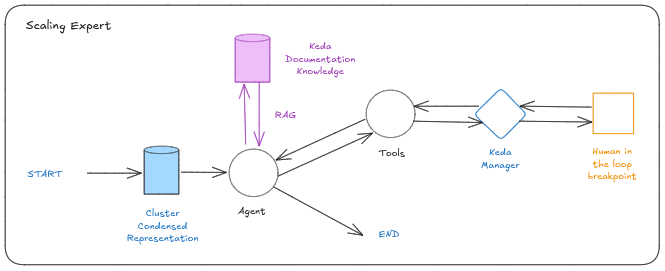 Scaling Expert
Keda
Documentation
Knowledge
RAG
Tools
Keda
Manager
Human in
the loop
breakpoint
START
Cluster
Condensed
Representation
Agent
END